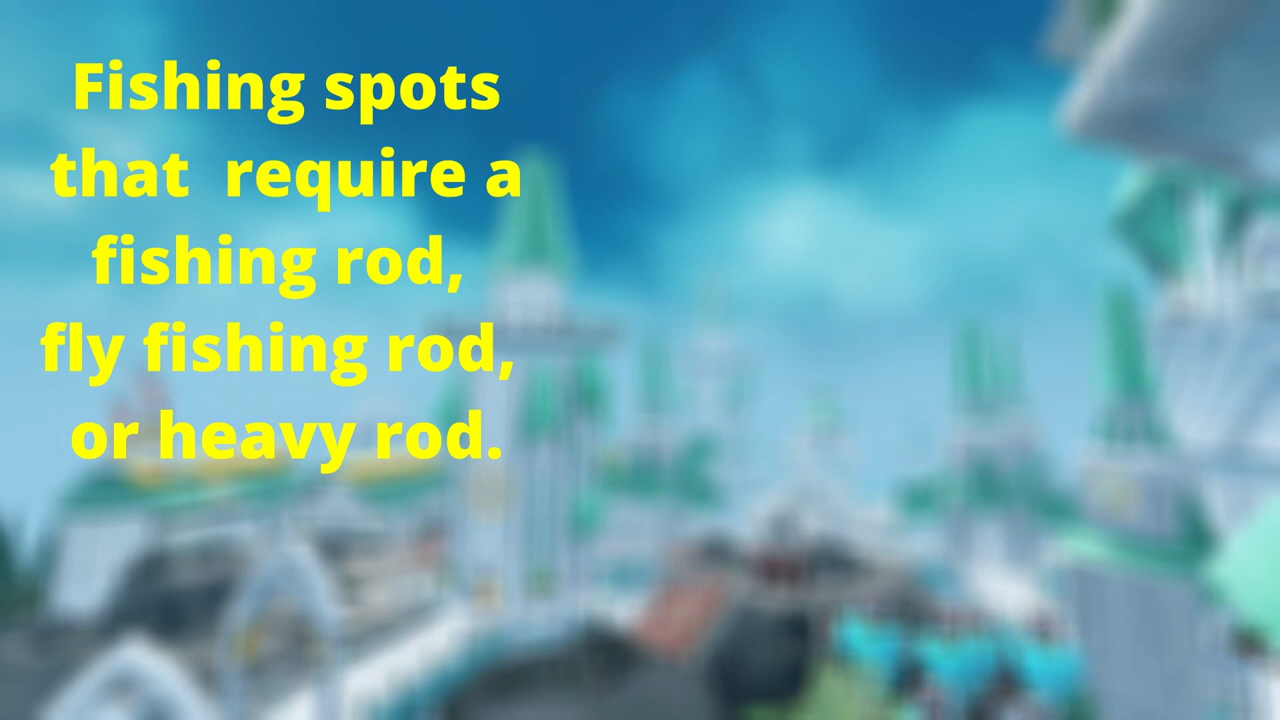 Fishing spots
that  require a
fishing rod,
fly fishing rod,
or heavy rod.